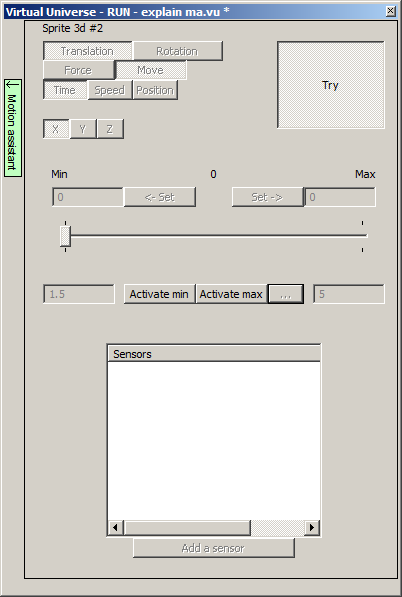 Virtual Universe - RUN - explain ma.vu *
Sprite 3d #2
Translation Rotation
Force Move
Try
Time Speed Position
Motion assistant
X Y Z
Min 0 Max
0 <- Set Set -> 0
1.5 Activate min Activate max ... 5
Sensors
Add a sensor